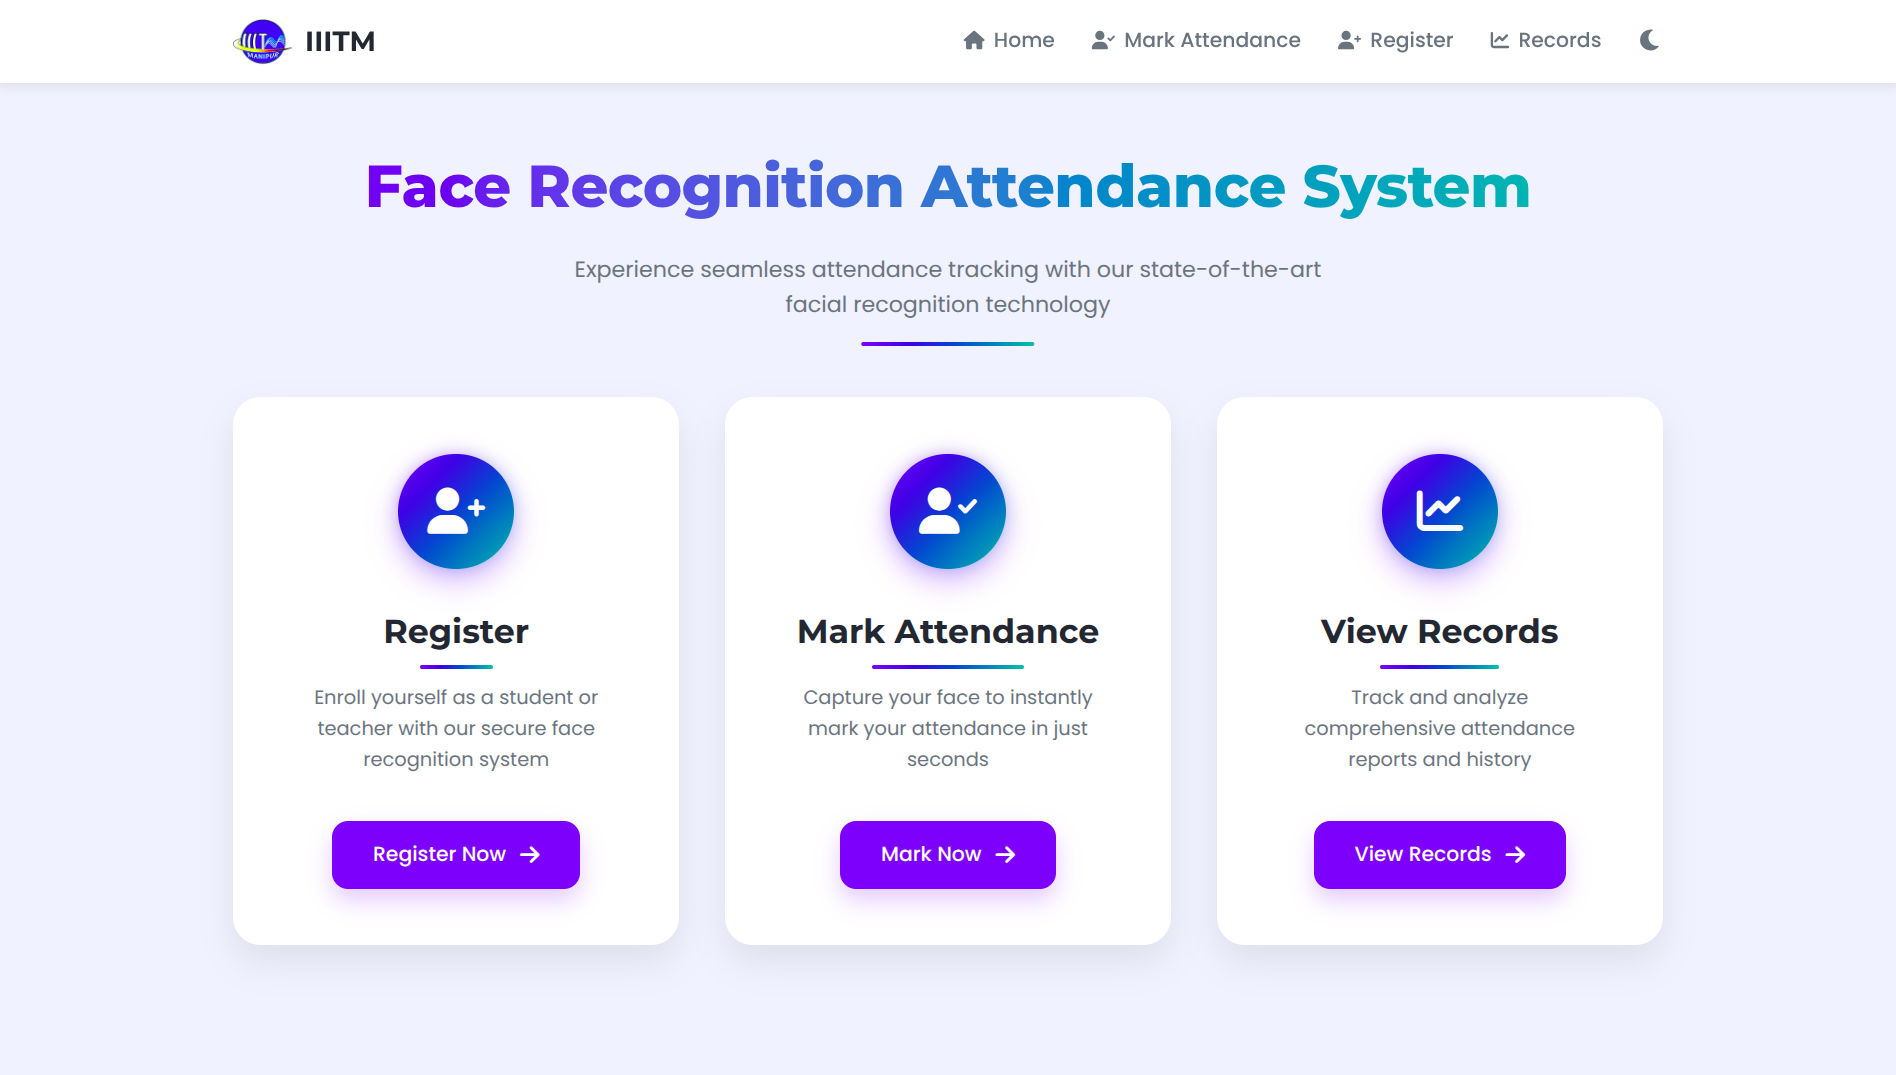 IIIT
MANIPUR
IIITM
Home
Mark Attendance
Register
Records
Face Recognition Attendance System
Experience seamless attendance tracking with our state-of-the-art
facial recognition technology
Register
Enroll yourself as a student or
teacher with our secure face
recognition system
Register Now
Mark Attendance
Capture your face to instantly
mark your attendance in just
seconds
Mark Now
View Records
Track and analyze
comprehensive attendance
reports and history
View Records